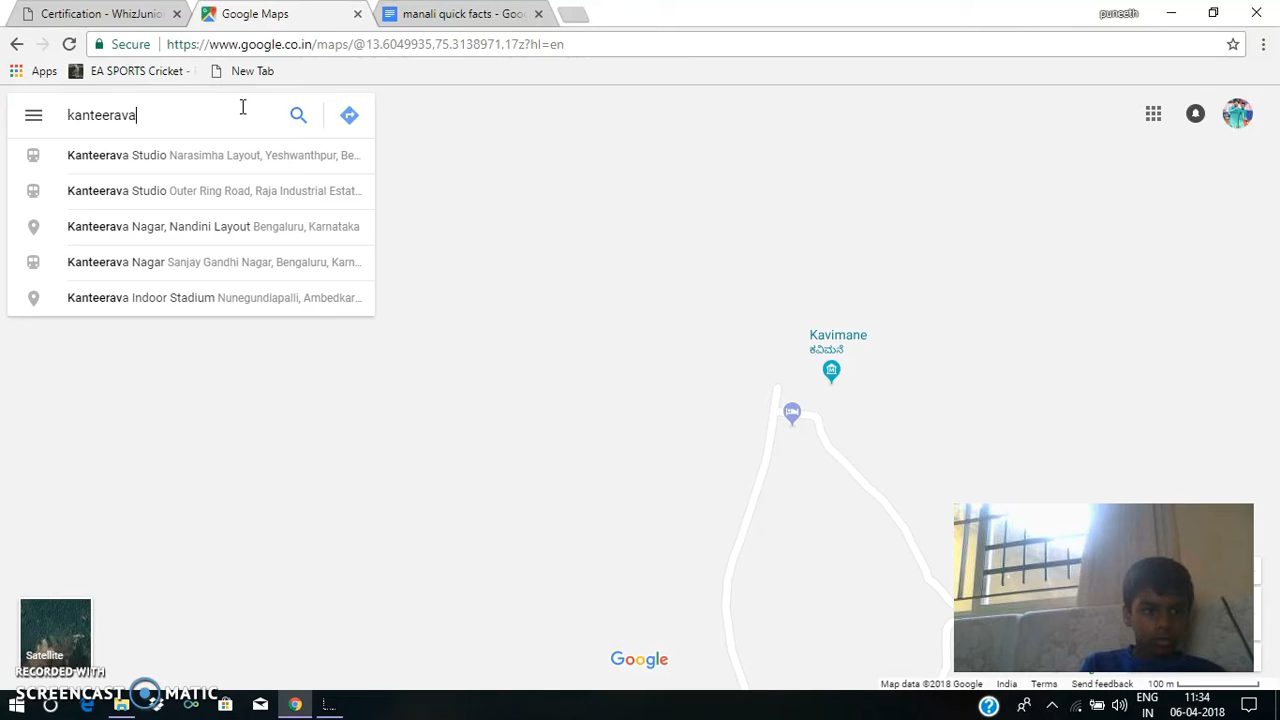 Certification - WhizJunior
Google Maps
manali quick facts - Goo
puneeth
Secure
https://www.google.co.in/maps/@13.6049935,75.3138971,17z?hl=en
Apps
EA SPORTS Cricket -
New Tab
kanteerava
Kanteerava Studio Narasimha Layout, Yeshwanthpur, Be...
Kanteerava Studio Outer Ring Road, Raja Industrial Estat...
Kanteerava Nagar, Nandini Layout Bengaluru, Karnataka
Kanteerava Nagar Sanjay Gandhi Nagar, Bengaluru, Karn...
Kanteerava Indoor Stadium Nunegundlapalli, Ambedkar...
Kavimane
ಕವಿಮನೆ
Satellite
Google
RECORDED WITH
SCREENCAST MATIC
Map data ©2018 Google
India
Terms
Send feedback
100 m
ENG
IN
11:34
06-04-2018